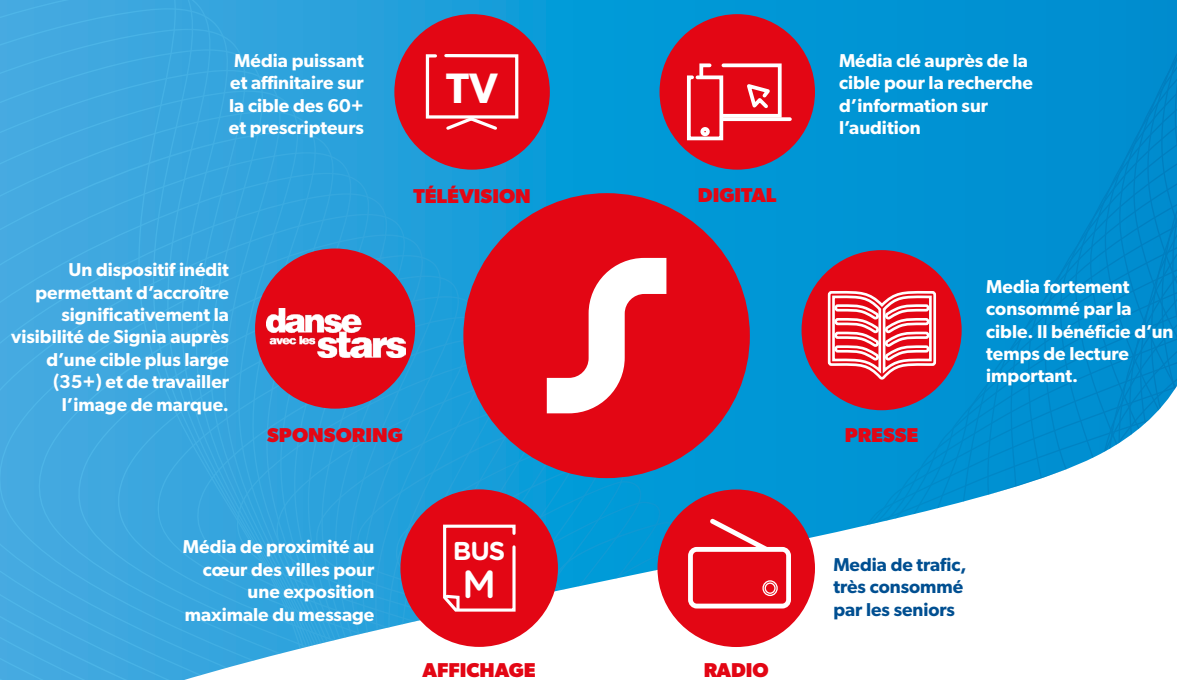 Média puissant
et affinitaire sur
la cible des 60+
et prescripteurs
TV
TÉLÉVISION
DIGITAL
Média clé auprès de la
cible pour la recherche
d'information sur
l'audition
Un dispositif inédit
permettant d'accroître
significativement la
visibilité de Signia auprès
d'une cible plus large
(35+) et de travailler
l'image de marque.
danse
avec les stars
SPONSORING
PRESSE
Media fortement
consommé par la
cible. Il bénéficie d'un
temps de lecture
important.
Média de proximité au
cœur des villes pour
une exposition
maximale du message
BUS
M
AFFICHAGE
RADIO
Media de trafic,
très consommé
par les seniors